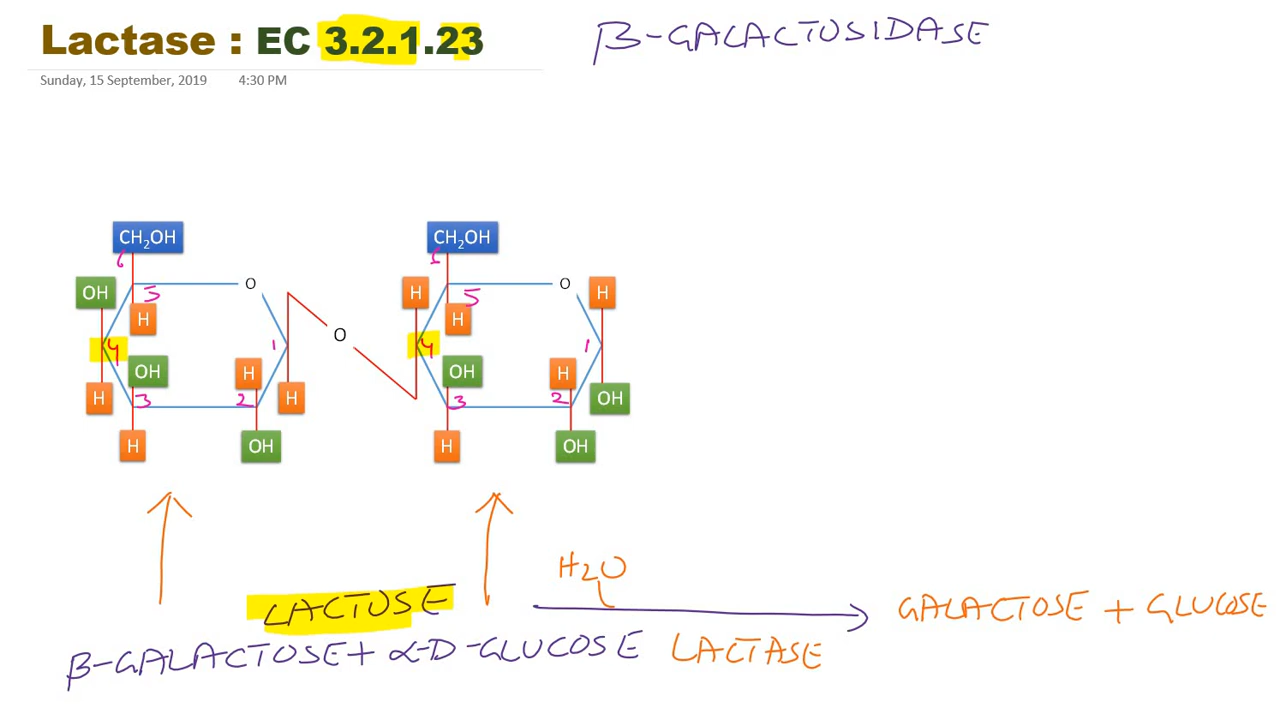 Lactase : EC 3.2.1.23
β-GALACTOSIDASE
Sunday, 15 September, 2019 4:30 PM
CH₂OH CH₂OH
6 6
OH 5 O H 5 O H
H O H
4 1 4 1
OH H OH H
H 3 2 H 3 2 OH
H OH H OH
H₂O
LACTOSE
GALACTOSE + GLUCOSE
β-GALACTOSE + α-D-GLUCOSE LACTASE